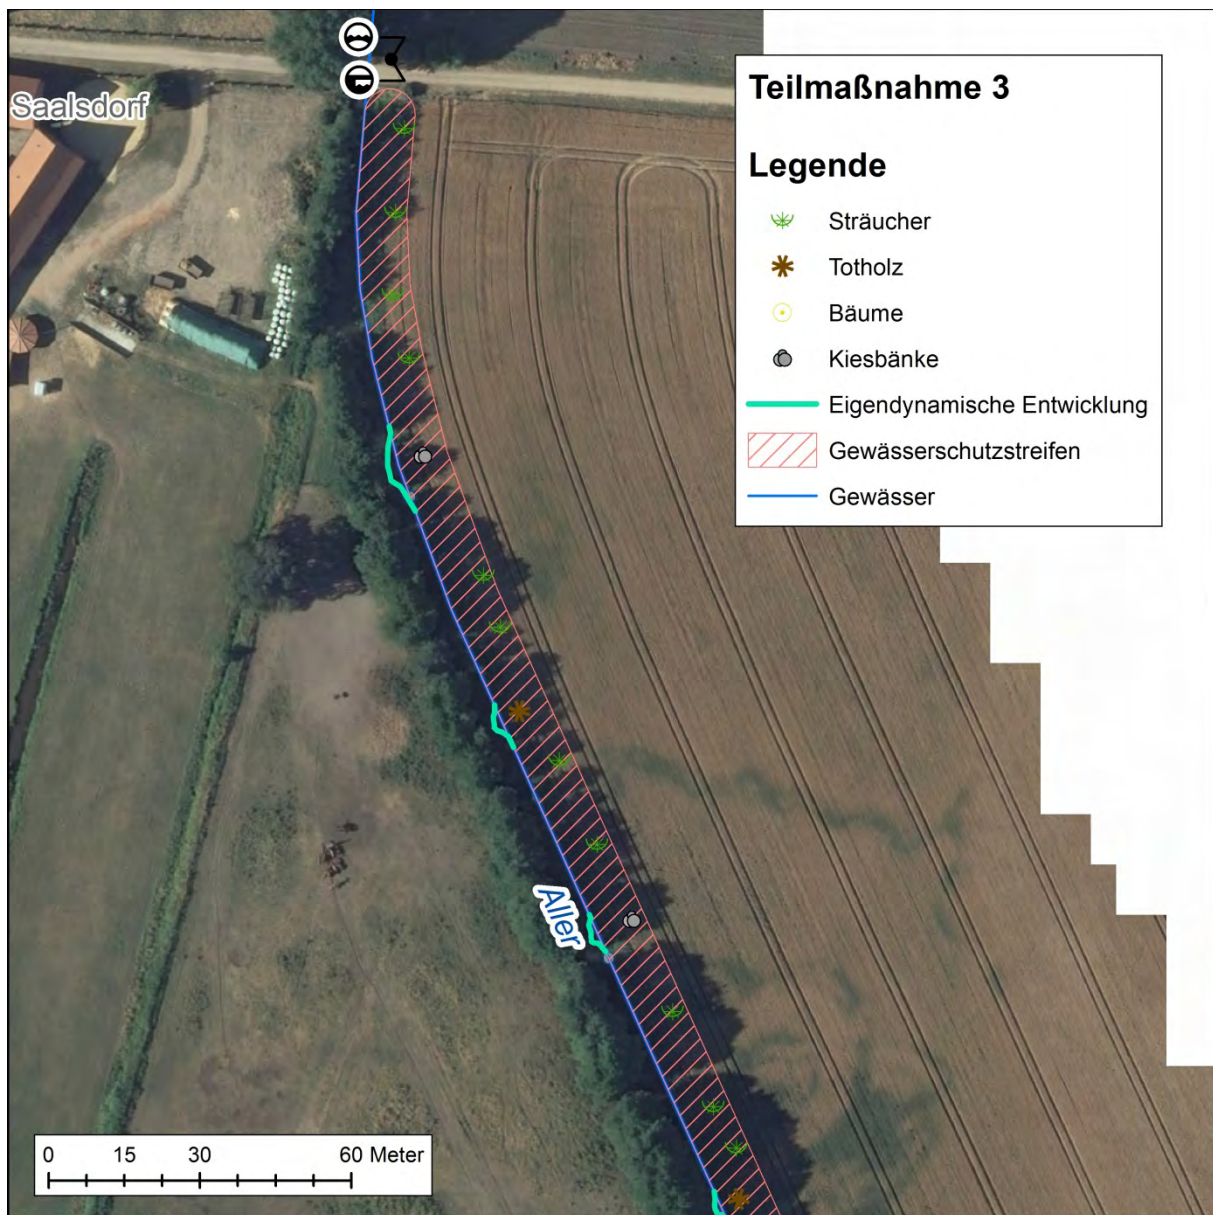 Saalsdorf
Teilmaßnahme 3
Legende
Sträucher
Totholz
Bäume
Kiesbänke
Eigendynamische Entwicklung
Gewässerschutzstreifen
Gewässer
Aller
0 15 30 60 Meter